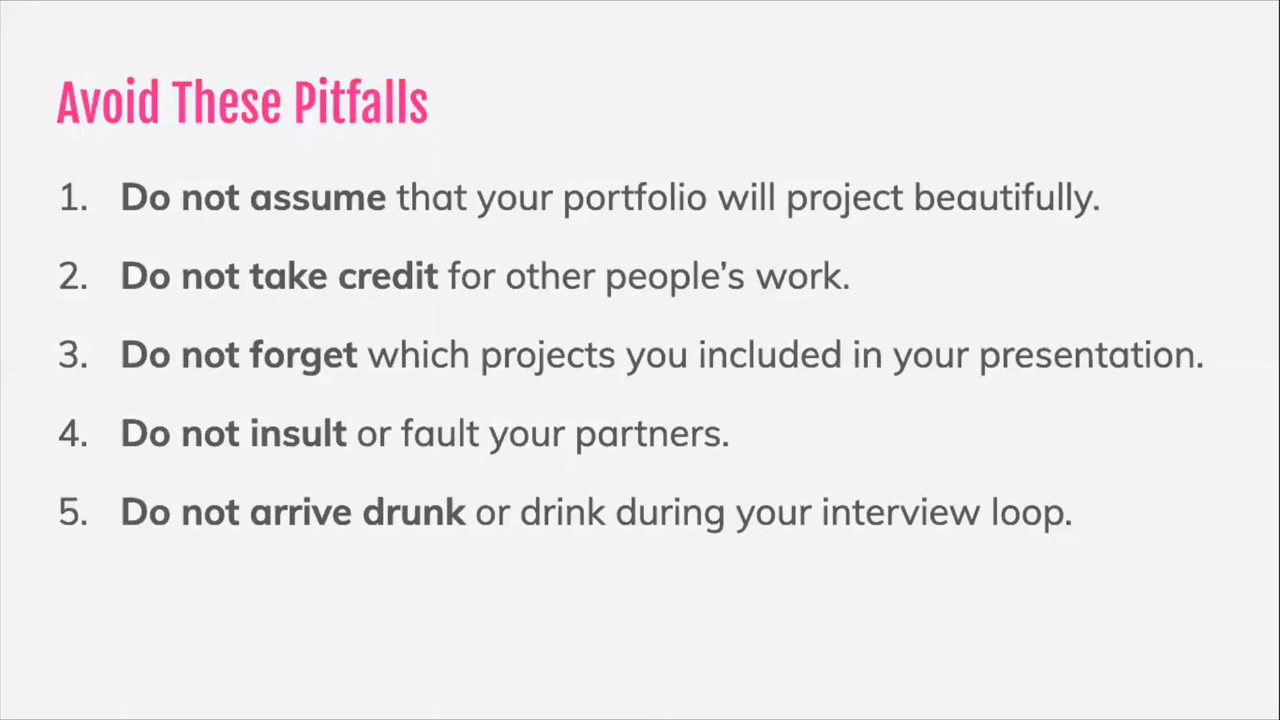 Avoid These Pitfalls
1. Do not assume that your portfolio will project beautifully.
2. Do not take credit for other people’s work.
3. Do not forget which projects you included in your presentation.
4. Do not insult or fault your partners.
5. Do not arrive drunk or drink during your interview loop.